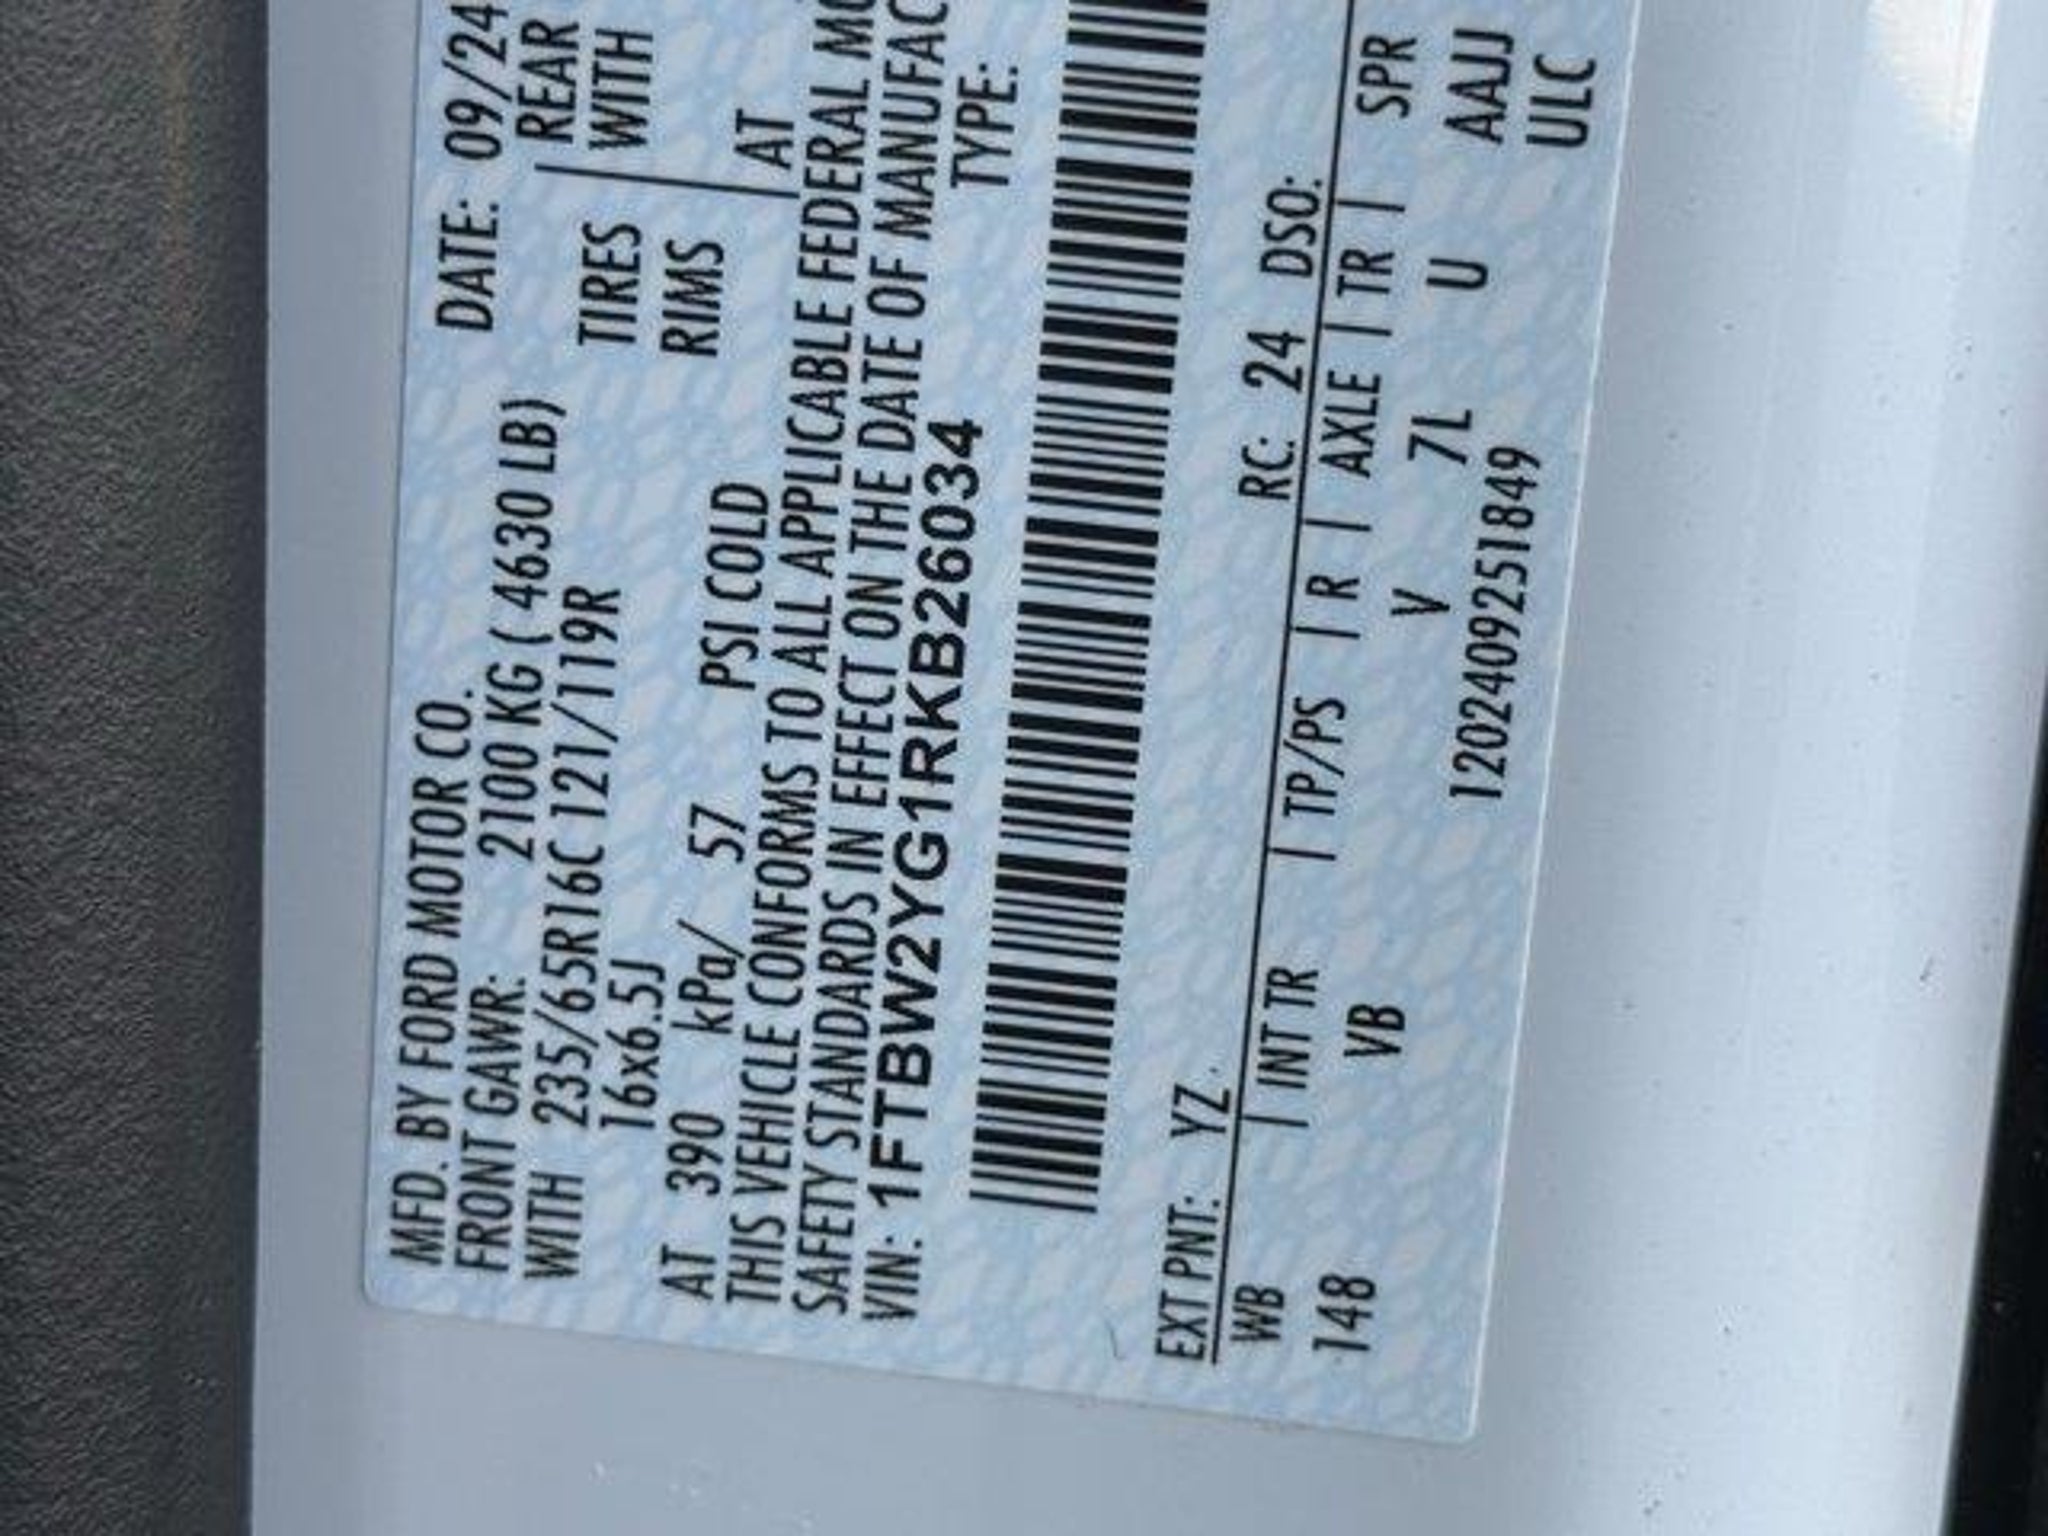 MFD. BY FORD MOTOR CO. DATE: 09/24
FRONT GAWR: 2100 KG ( 4630 LB) REAR
WITH 235/65R16C 121/119R TIRES WITH
16x6.5J RIMS
AT 390 kPa/ 57 PSI COLD AT
THIS VEHICLE CONFORMS TO ALL APPLICABLE FEDERAL
SAFETY STANDARDS IN EFFECT ON THE DATE OF MANUFAC
VIN: 1FTBW2YG1RKB26034 TYPE:
EXT PNT: YZ RC: 24 DSO:
WB | INT TR | TP/PS | R | AXLE | TR | SPR
148 VB V 7L U AAJJ
120240925181849 ULC